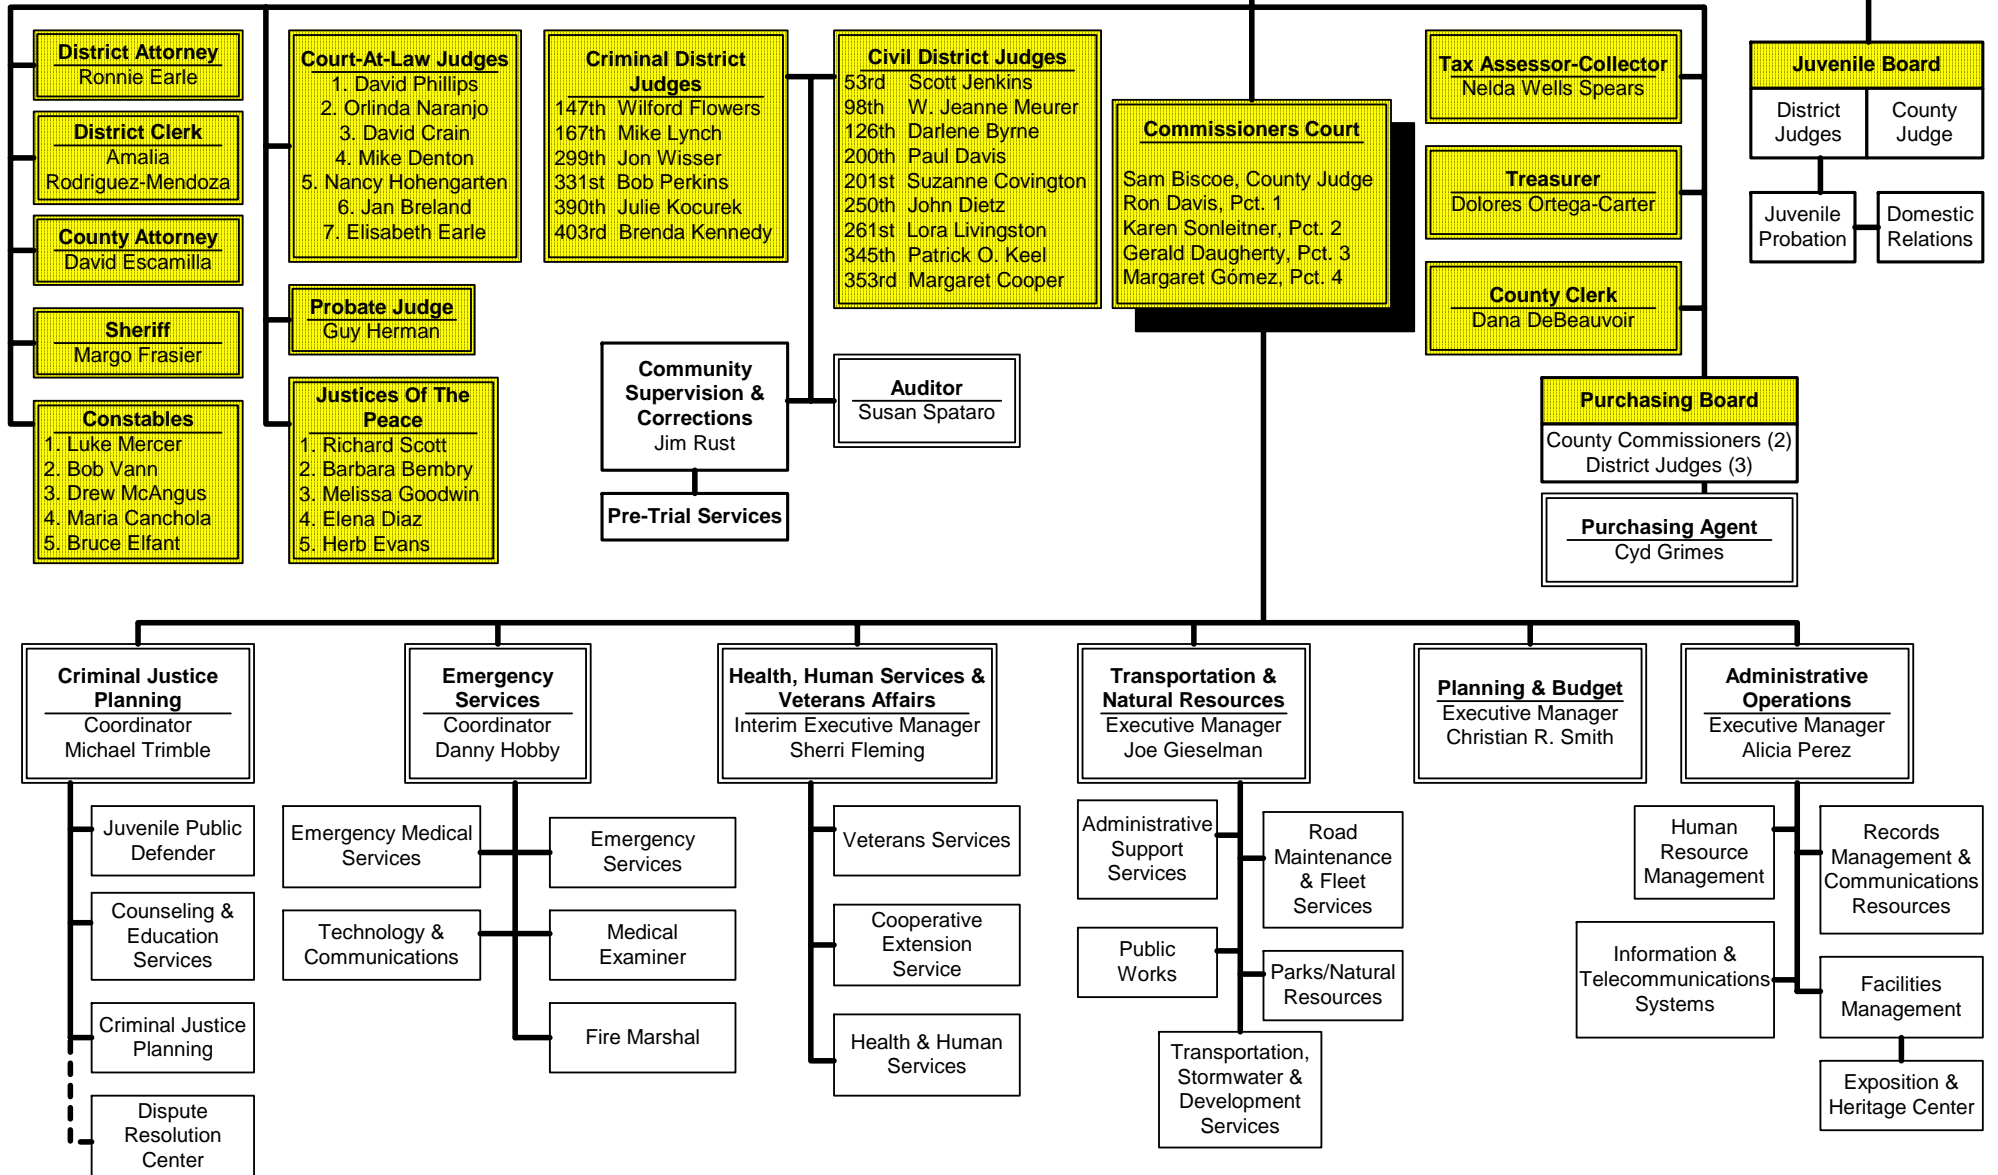 District Attorney
Ronnie Earle
District Clerk
Amalia
Rodriguez-Mendoza
County Attorney
David Escamilla
Sheriff
Margo Frasier
Constables
1. Luke Mercer
2. Bob Vann
3. Drew McAngus
4. Maria Canchola
5. Bruce Elfant
Court-At-Law Judges
1. David Phillips
2. Orlinda Naranjo
3. David Crain
4. Mike Denton
5. Nancy Hohengarten
6. Jan Breland
7. Elisabeth Earle
Probate Judge
Guy Herman
Justices Of The
Peace
1. Richard Scott
2. Barbara Bembry
3. Melissa Goodwin
4. Elena Diaz
5. Herb Evans
Criminal District
Judges
147th Wilford Flowers
167th Mike Lynch
299th Jon Wisser
331st Bob Perkins
390th Julie Kocurek
403rd Brenda Kennedy
Civil District Judges
53rd Scott Jenkins
98th W. Jeanne Meurer
126th Darlene Byrne
200th Paul Davis
201st Suzanne Covington
250th John Dietz
261st Lora Livingston
345th Patrick O. Keel
353rd Margaret Cooper
Community
Supervision &
Corrections
Jim Rust
Pre-Trial Services
Auditor
Susan Spataro
Commissioners Court
Sam Biscoe, County Judge
Ron Davis, Pct. 1
Karen Sonleitner, Pct. 2
Gerald Daugherty, Pct. 3
Margaret Gómez, Pct. 4
Tax Assessor-Collector
Nelda Wells Spears
Treasurer
Dolores Ortega-Carter
County Clerk
Dana DeBeauvoir
Purchasing Board
County Commissioners (2)
District Judges (3)
Purchasing Agent
Cyd Grimes
Juvenile Board
District
Judges
County
Judge
Juvenile
Probation
Domestic
Relations
Criminal Justice
Planning
Coordinator
Michael Trimble
Juvenile Public
Defender
Counseling &
Education
Services
Criminal Justice
Planning
Dispute
Resolution
Center
Emergency
Services
Coordinator
Danny Hobby
Emergency Medical
Services
Emergency
Services
Technology &
Communications
Medical
Examiner
Fire Marshal
Health, Human Services &
Veterans Affairs
Interim Executive Manager
Sherri Fleming
Veterans Services
Cooperative
Extension
Service
Health & Human
Services
Transportation &
Natural Resources
Executive Manager
Joe Gieselman
Administrative
Support
Services
Road
Maintenance
& Fleet
Services
Public
Works
Parks/Natural
Resources
Transportation,
Stormwater &
Development
Services
Planning & Budget
Executive Manager
Christian R. Smith
Administrative
Operations
Executive Manager
Alicia Perez
Human
Resource
Management
Records
Management &
Communications
Resources
Information &
Telecommunications
Systems
Facilities
Management
Exposition &
Heritage Center